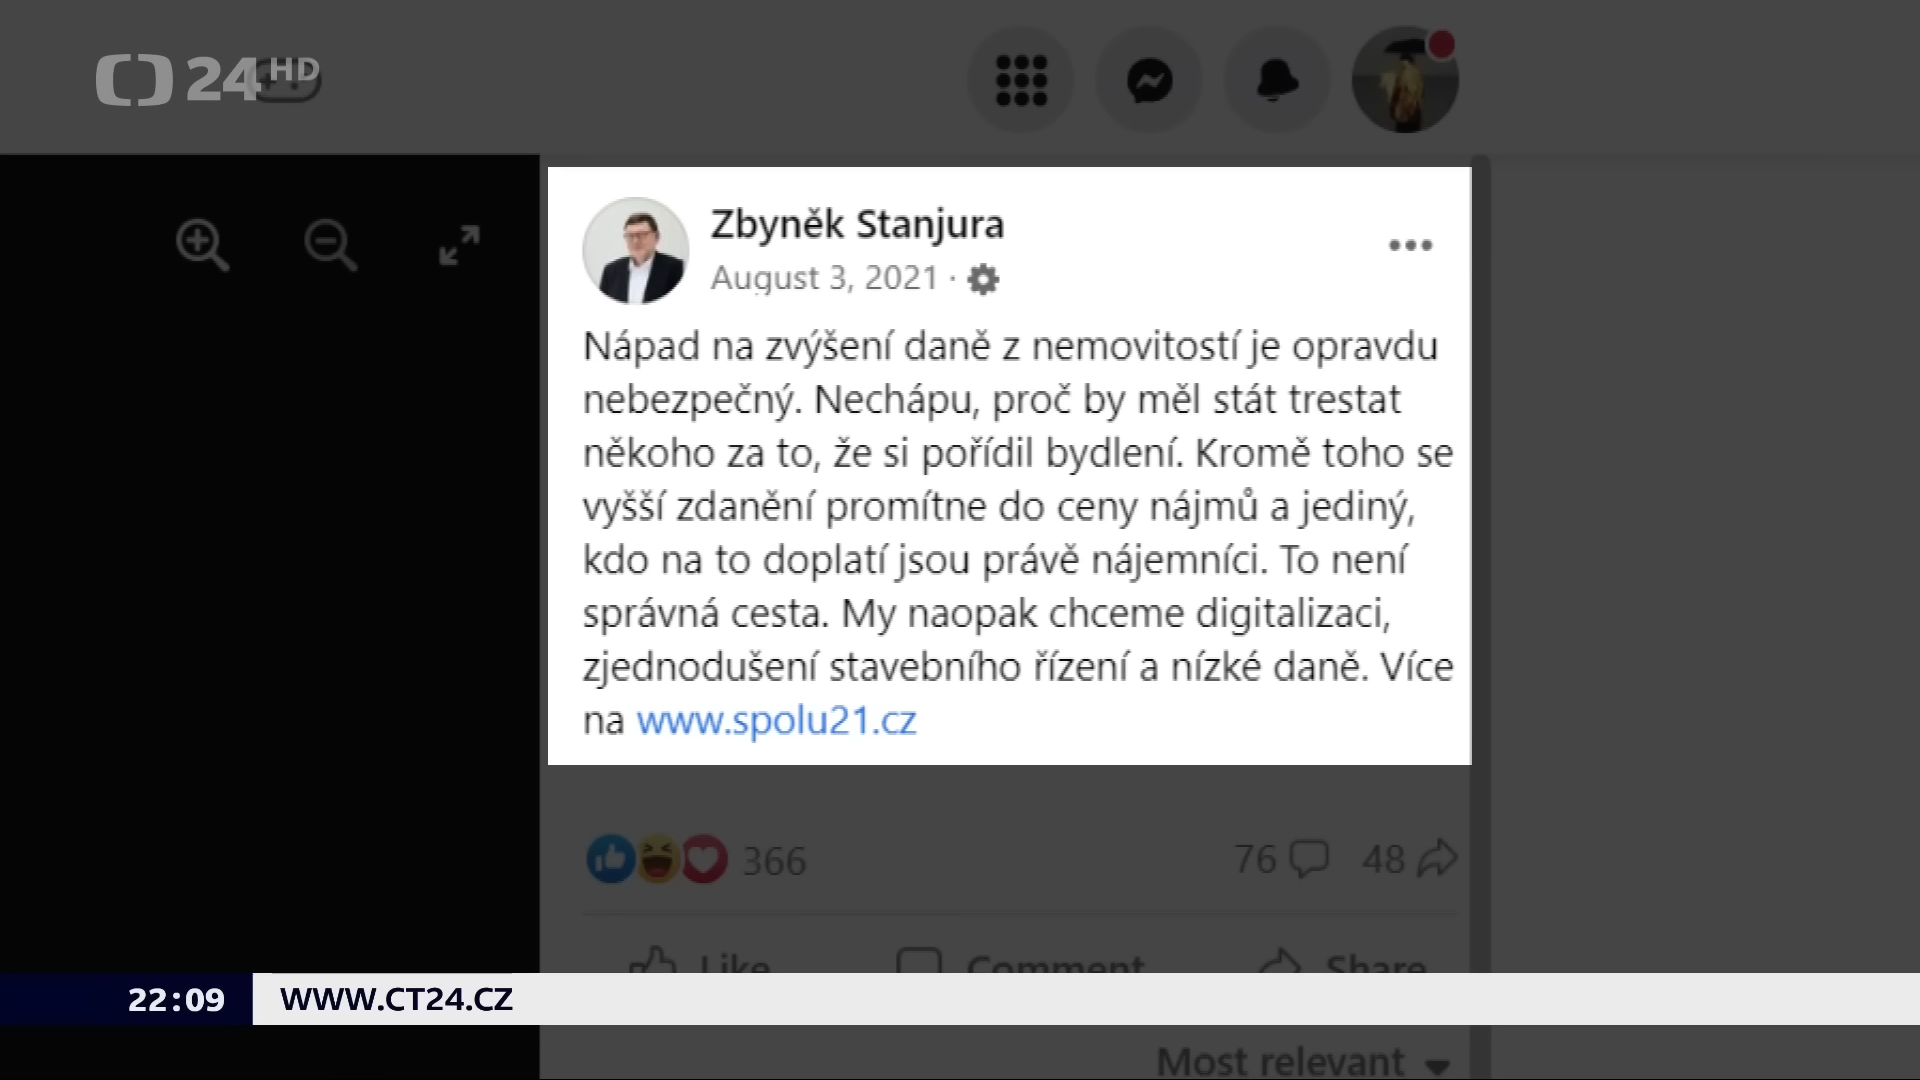 24 HD
Zbyněk Stanjura
August 3, 2021 ·
Nápad na zvýšení daně z nemovitostí je opravdu
nebezpečný. Nechápu, proč by měl stát trestat
někoho za to, že si pořídil bydlení. Kromě toho se
vyšší zdanění promítne do ceny nájmů a jediný,
kdo na to doplatí jsou právě nájemníci. To není
správná cesta. My naopak chceme digitalizaci,
zjednodušení stavebního řízení a nízké daně. Více
na www.spolu21.cz
366 76 48
Like Comment Share
22:09 WWW.CT24.CZ
Most relevant